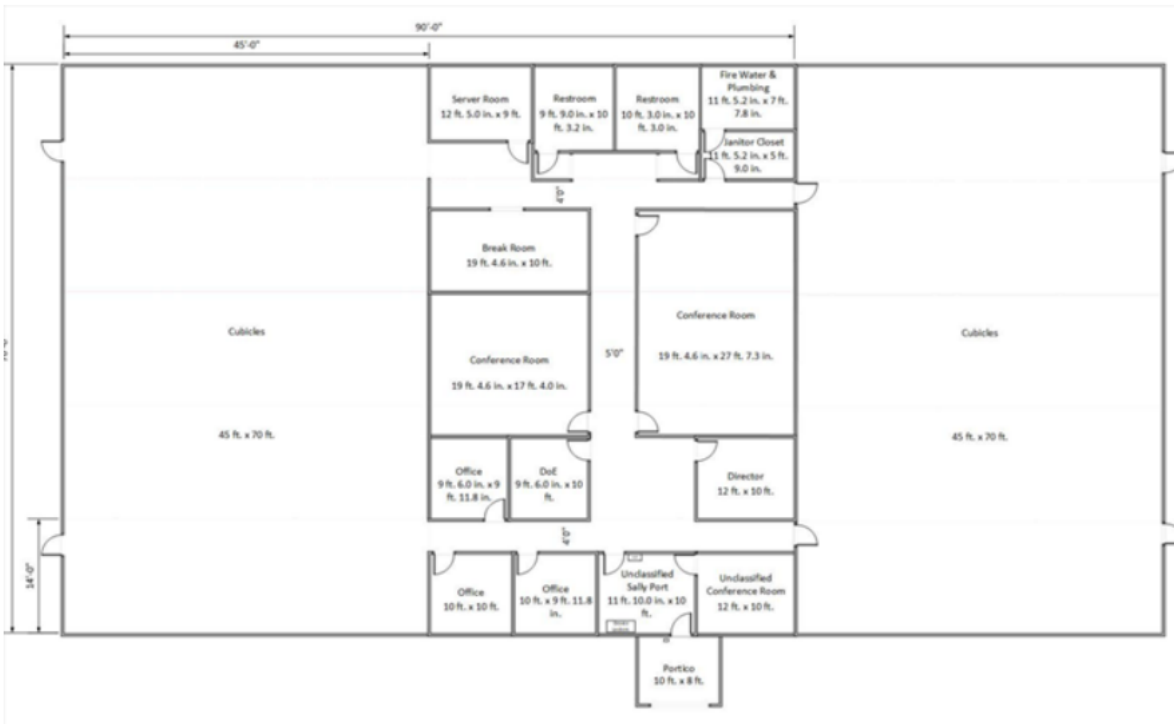 90'-0"
45'-0"
Server Room
12 ft. 5.0 in. x 9 ft.
Restroom
9 ft. 9.0 in. x 10
ft. 3.2 in.
Restroom
10 ft. 3.0 in. x 10
ft. 3.0 in.
Fire Water &
Plumbing
11 ft. 5.2 in. x 7 ft.
7.8 in.
Janitor Closet
11 ft. 5.2 in. x 5 ft.
9.0 in.
4'0"
Break Room
19 ft. 4.6 in. x 10 ft.
Cubicles
45 ft. x 70 ft.
Conference Room
19 ft. 4.6 in. x 17 ft. 4.0 in.
5'0"
Conference Room
19 ft. 4.6 in. x 27 ft. 7.3 in.
Cubicles
45 ft. x 70 ft.
Office
9 ft. 6.0 in. x 9
ft. 11.8 in.
DoE
9 ft. 6.0 in. x 10
ft.
Director
12 ft. x 10 ft.
14'-0"
4'0"
Office
10 ft. x 10 ft.
Office
10 ft. x 9 ft. 11.8
in.
Unclassified
Sally Port
11 ft. 10.0 in. x 10
ft.
Unclassified
Conference Room
12 ft. x 10 ft.
Portico
10 ft. x 8 ft.